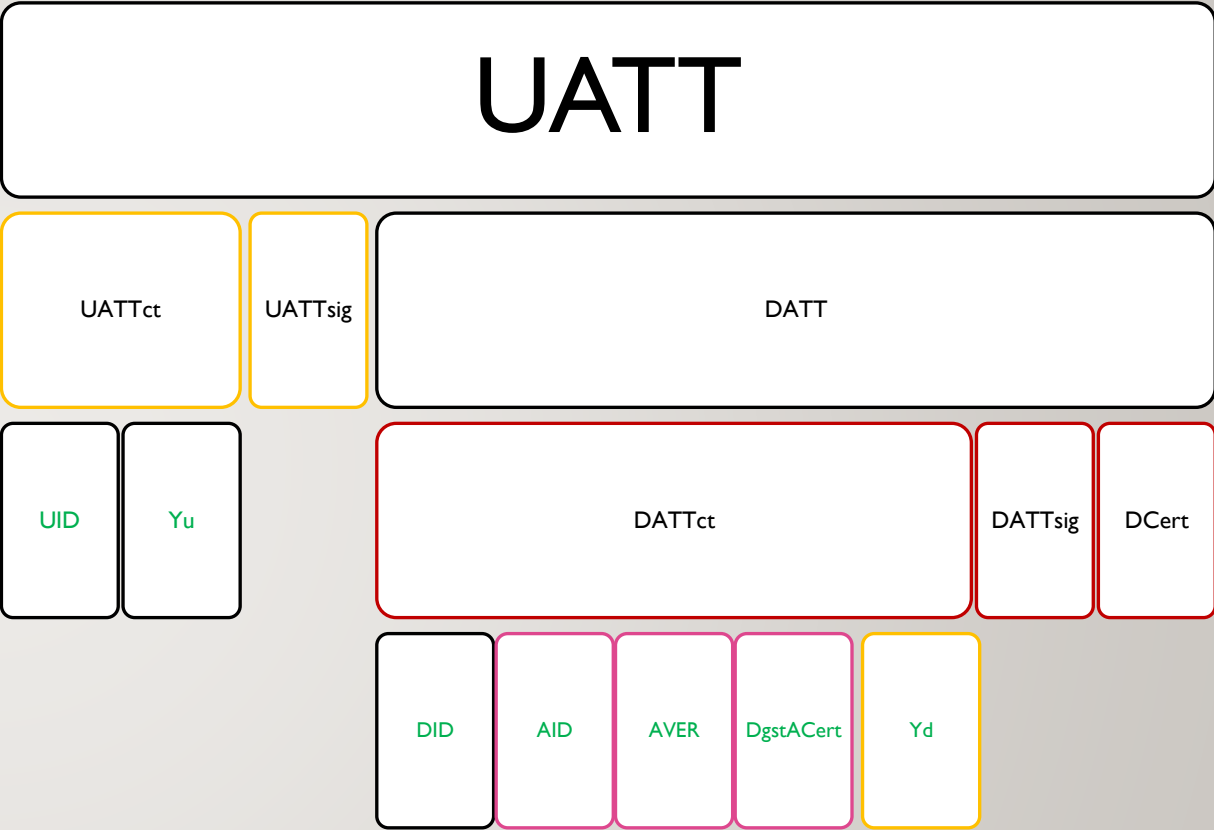 UATT
UATTct
UATTsig
DATT
UID
Yu
DATTct
DATTsig
DCert
DID
AID
AVER
DgstACert
Yd